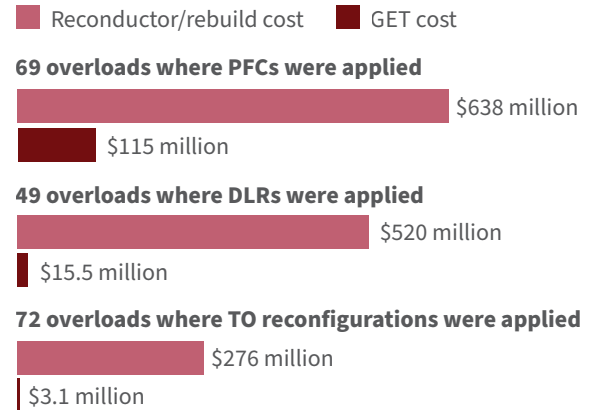 Reconductor/rebuild cost GET cost
69 overloads where PFCs were applied
$638 million
$115 million
49 overloads where DLRs were applied
$520 million
$15.5 million
72 overloads where TO reconfigurations were applied
$276 million
$3.1 million